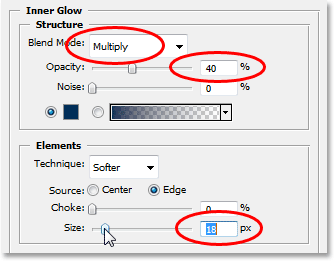 Inner Glow
Structure
Blend Mode: Multiply
Opacity: 40 %
Noise: 0 %
Elements
Technique: Softer
Source: Center Edge
Choke: 0 %
Size: 18 px